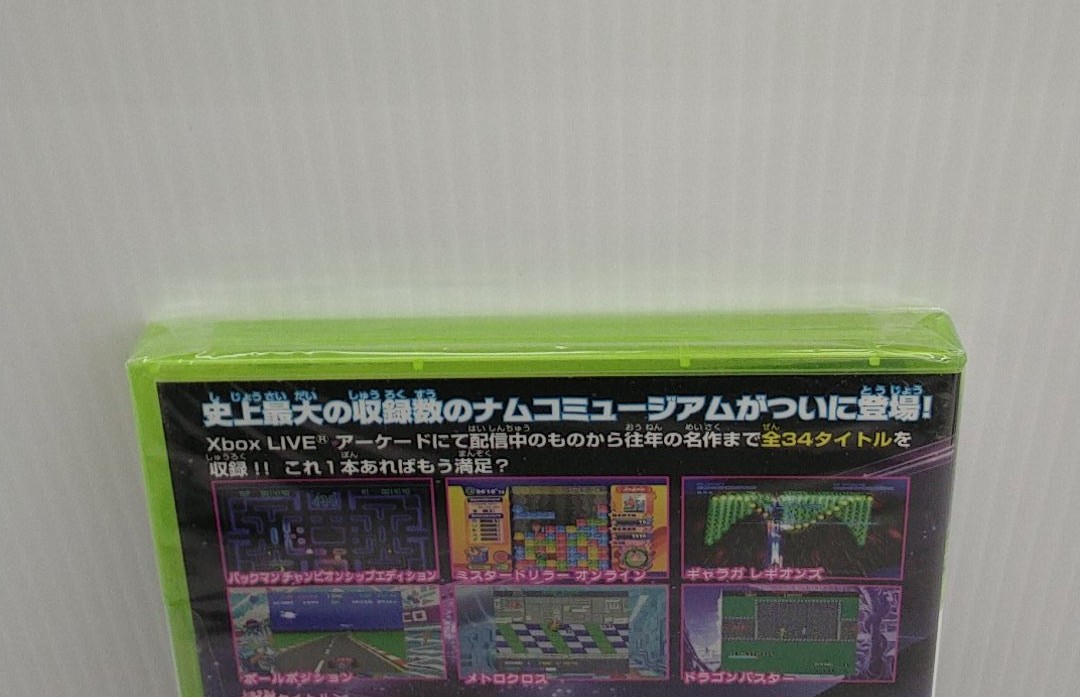 史上最大の収録数のナムコミュージアムがついに登場!
Xbox LIVE® アーケードにて配信中のものから往年の名作まで全34タイトルを
収録!! これ1本あればもう満足?
パックマンチャンピオンシップエディション
ミスタードリラー オンライン
ギャラガ レギオンズ
ポールポジション
メトロクロス
ドラゴンバスター